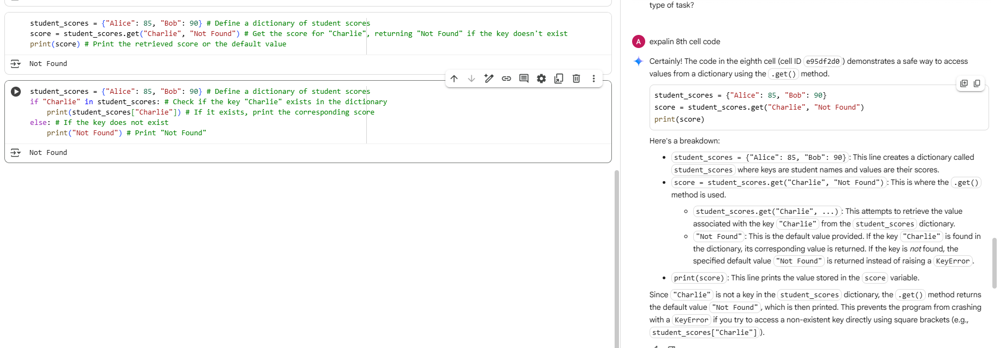 student_scores = {"Alice": 85, "Bob": 90} # Define a dictionary of student scores
score = student_scores.get("Charlie", "Not Found") # Get the score for "Charlie", returning "Not Found" if the key doesn't exist
print(score) # Print the retrieved score or the default value
Not Found
student_scores = {"Alice": 85, "Bob": 90} # Define a dictionary of student scores
if "Charlie" in student_scores: # Check if the key "Charlie" exists in the dictionary
    print(student_scores["Charlie"]) # If it exists, print the corresponding score
else: # If the key does not exist
    print("Not Found") # Print "Not Found"
Not Found
type of task?
A expalin 8th cell code
Certainly! The code in the eighth cell (cell ID e95df2d0) demonstrates a safe way to access
values from a dictionary using the .get() method.
student_scores = {"Alice": 85, "Bob": 90}
score = student_scores.get("Charlie", "Not Found")
print(score)
Here's a breakdown:
• student_scores = {"Alice": 85, "Bob": 90}: This line creates a dictionary called
student_scores where keys are student names and values are their scores.
• score = student_scores.get("Charlie", "Not Found"): This is where the .get()
method is used.
◦ student_scores.get("Charlie", ...): This attempts to retrieve the value
associated with the key "Charlie" from the student_scores dictionary.
◦ "Not Found": This is the default value provided. If the key "Charlie" is found in
the dictionary, its corresponding value is returned. If the key is not found, the
specified default value "Not Found" is returned instead of raising a KeyError.
• print(score): This line prints the value stored in the score variable.
Since "Charlie" is not a key in the student_scores dictionary, the .get() method returns
the default value "Not Found", which is then printed. This prevents the program from crashing
with a KeyError if you try to access a non-existent key directly using square brackets (e.g.,
student_scores["Charlie"]).